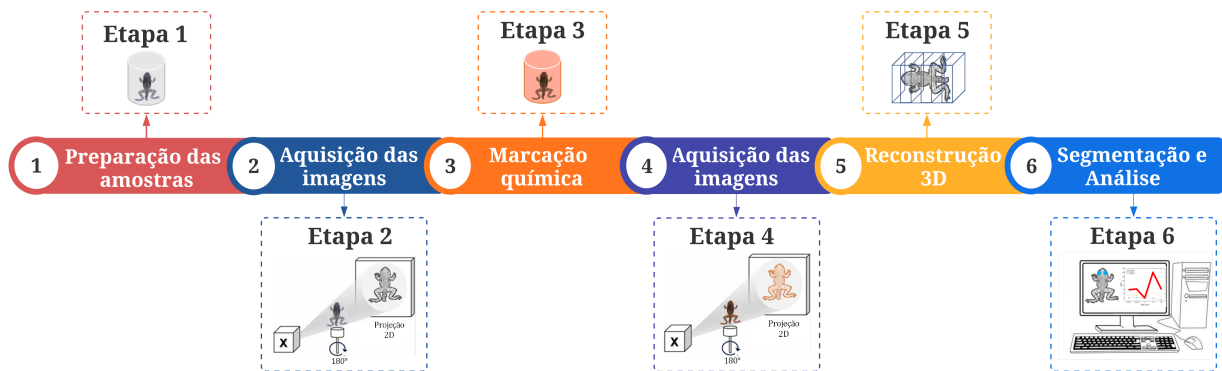 Etapa 1
Etapa 3
Etapa 5
1
Preparação das
amostras
2
Aquisição das
imagens
3
Marcação
química
4
Aquisição das
imagens
5
Reconstrução
3D
6
Segmentação e
Análise
Etapa 2
X
180°
Projeção
2D
Etapa 4
X
180°
Projeção
2D
Etapa 6